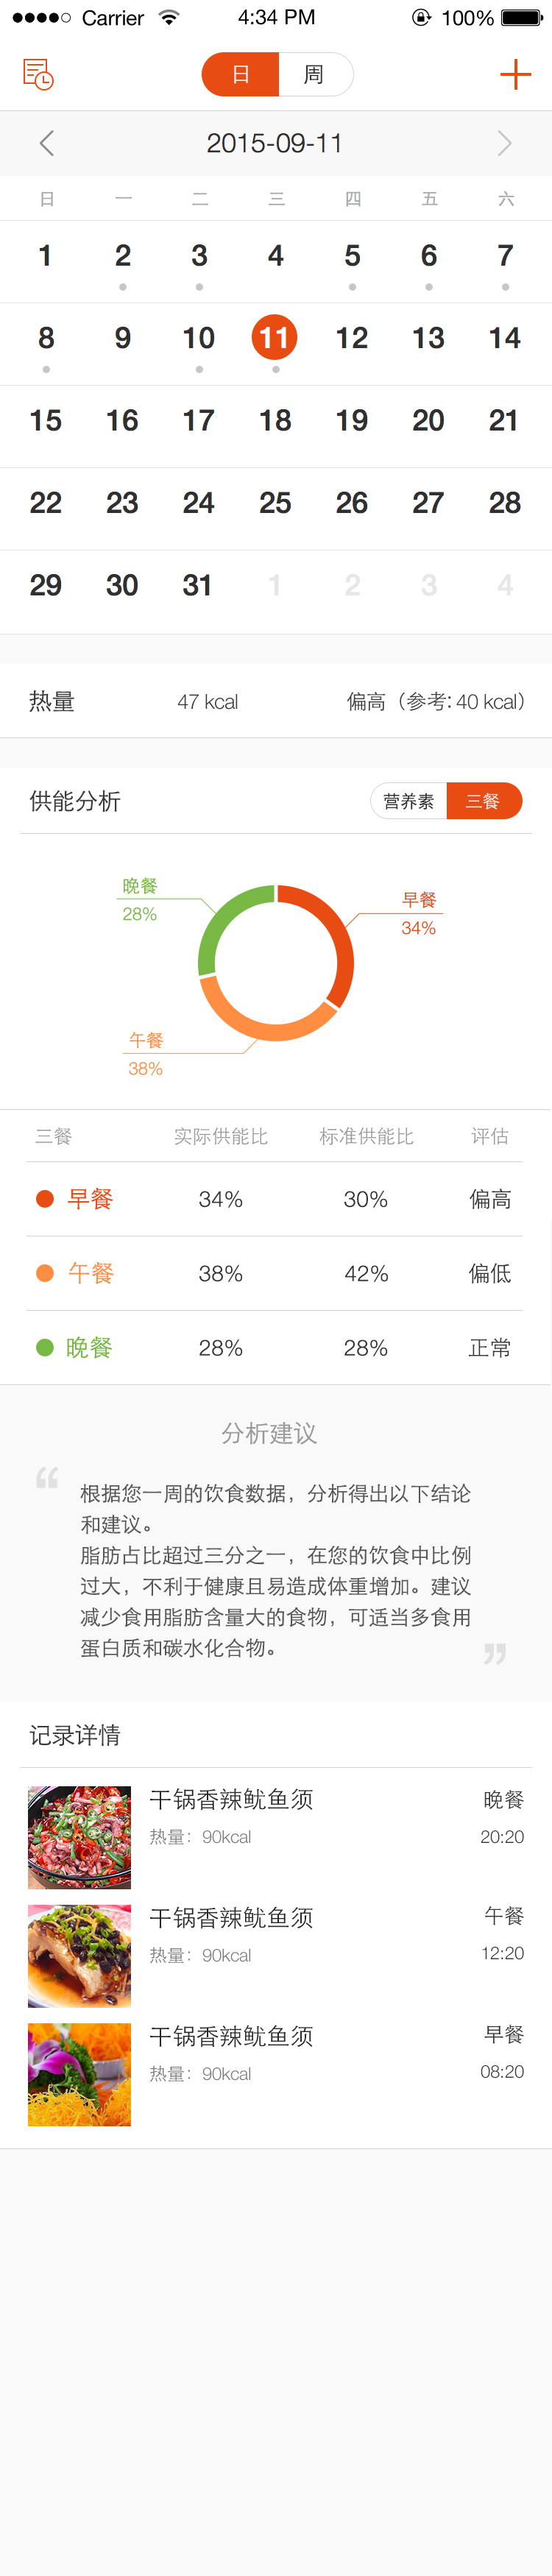 Carrier 4:34 PM 100%
日 周
2015-09-11
日 一 二 三 四 五 六
1 2 3 4 5 6 7
8 9 10 11 12 13 14
15 16 17 18 19 20 21
22 23 24 25 26 27 28
29 30 31 1 2 3 4
热量 47 kcal 偏高（参考: 40 kcal）
供能分析 营养素 三餐
晚餐
28%
早餐
34%
午餐
38%
三餐 实际供能比 标准供能比 评估
早餐 34% 30% 偏高
午餐 38% 42% 偏低
晚餐 28% 28% 正常
分析建议
“
根据您一周的饮食数据，分析得出以下结论
和建议。
脂肪占比超过三分之一，在您的饮食中比例
过大，不利于健康且易造成体重增加。建议
减少食用脂肪含量大的食物，可适当多食用
蛋白质和碳水化合物。
”
记录详情
干锅香辣鱿鱼须 晚餐
热量：90kcal 20:20
干锅香辣鱿鱼须 午餐
热量：90kcal 12:20
干锅香辣鱿鱼须 早餐
热量：90kcal 08:20